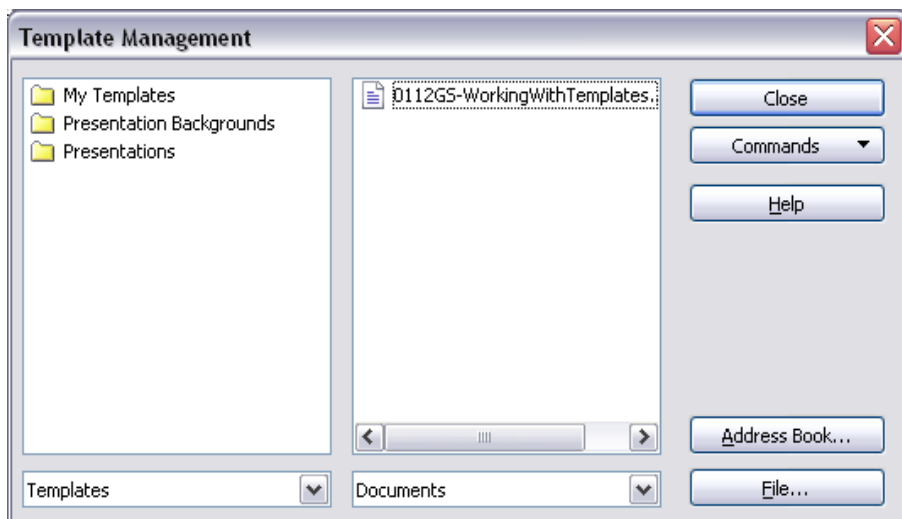 Template Management
My Templates
Presentation Backgrounds
Presentations
0112GS-WorkingWithTemplates.
Close
Commands
Help
Address Book...
Templates
Documents
File...